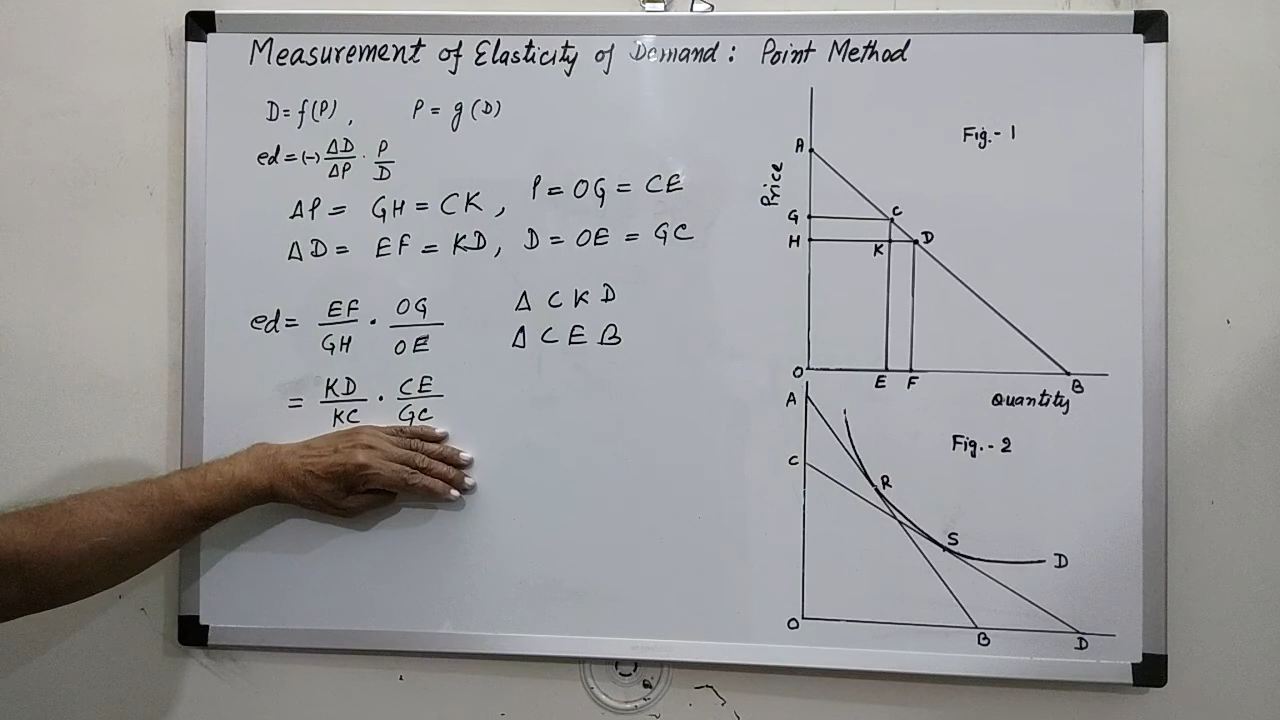 Measurement of Elasticity of Demand: Point Method
D = f(P), P = g(D)
ed = (-) ΔD/ΔP · P/D
ΔP = GH = CK, P = OG = CE
ΔD = EF = KD, D = OE = GC
ed = EF/GH · OG/OE
Δ CKD
Δ CEB
= KD/KC · CE/GC
Fig.- 1
Price
A
G
C
H
K
D
O
E
F
B
Quantity
Fig.- 2
A
C
R
S
D
O
B
D